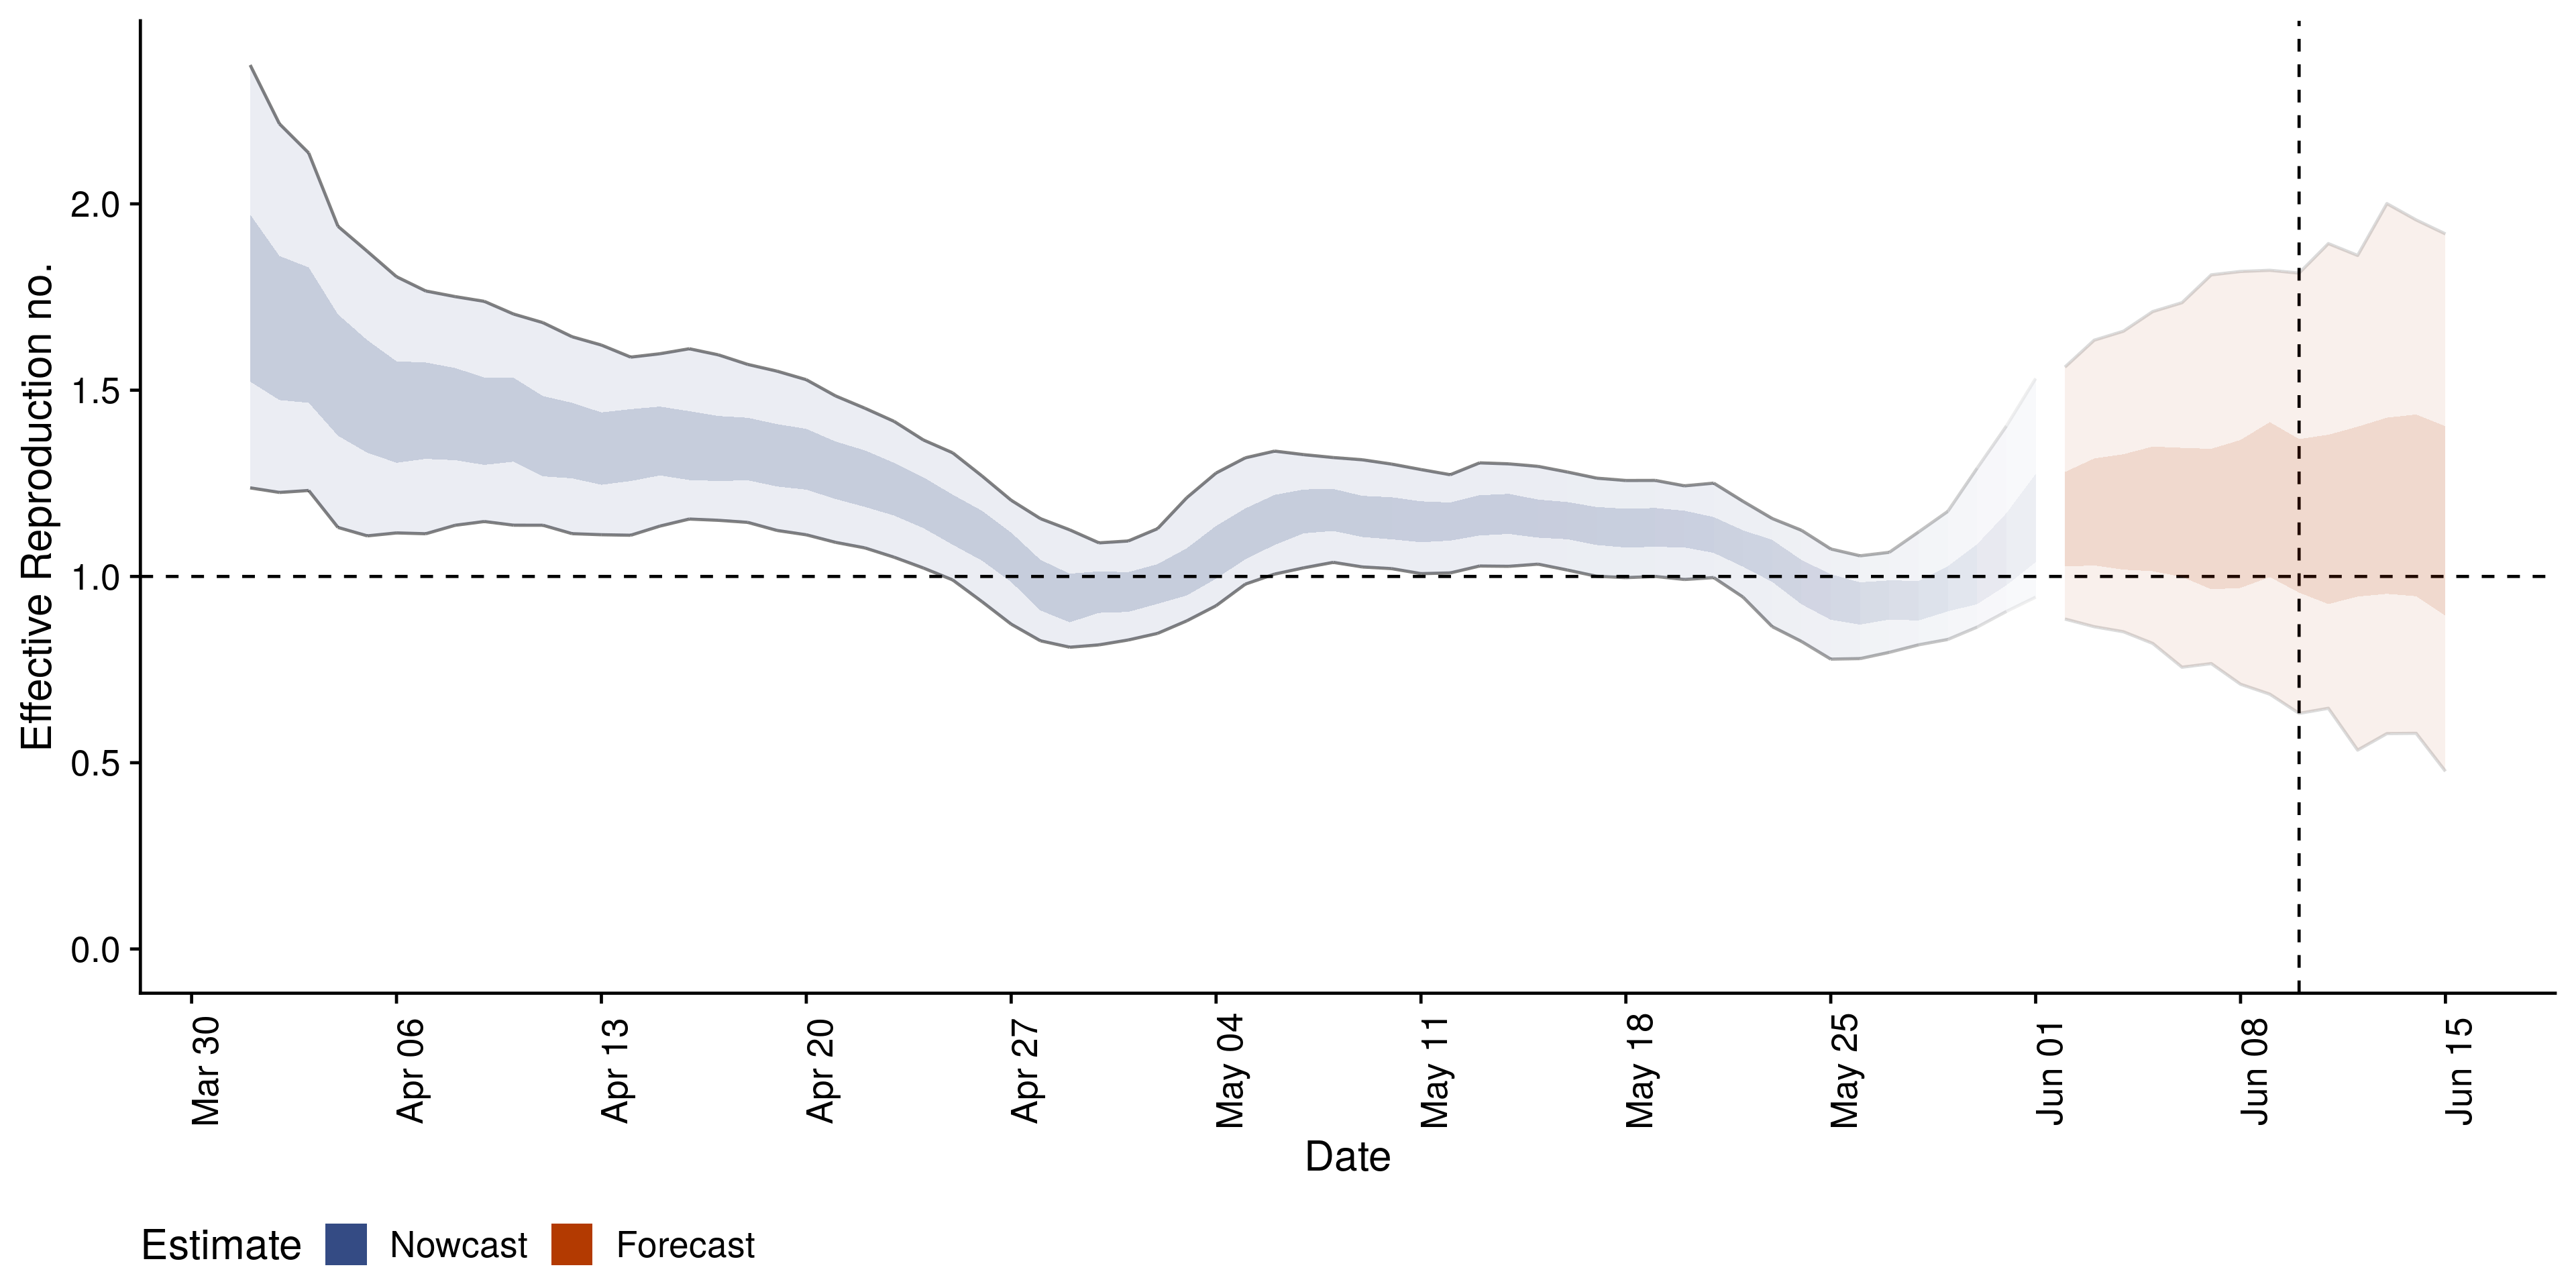 Effective Reproduction no.
2.0
1.5
1.0
0.5
0.0
Mar 30
Apr 06
Apr 13
Apr 20
Apr 27
May 04
May 11
May 18
May 25
Jun 01
Jun 08
Jun 15
Date
Estimate Nowcast Forecast